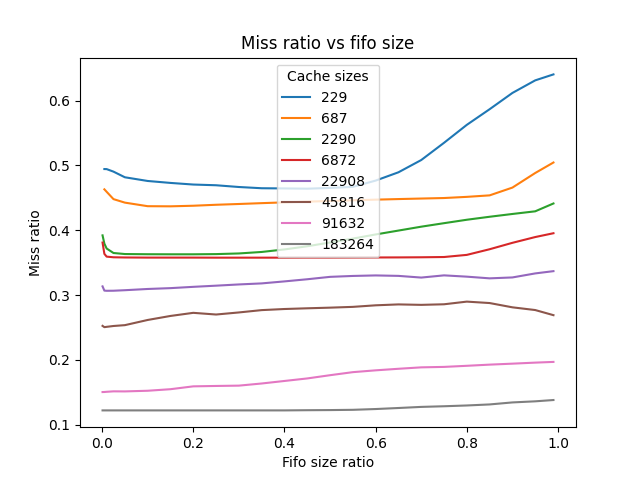 Miss ratio vs fifo size
Cache sizes
229
687
2290
6872
22908
45816
91632
183264
Miss ratio
0.6
0.5
0.4
0.3
0.2
0.1
0.0 0.2 0.4 0.6 0.8 1.0
Fifo size ratio